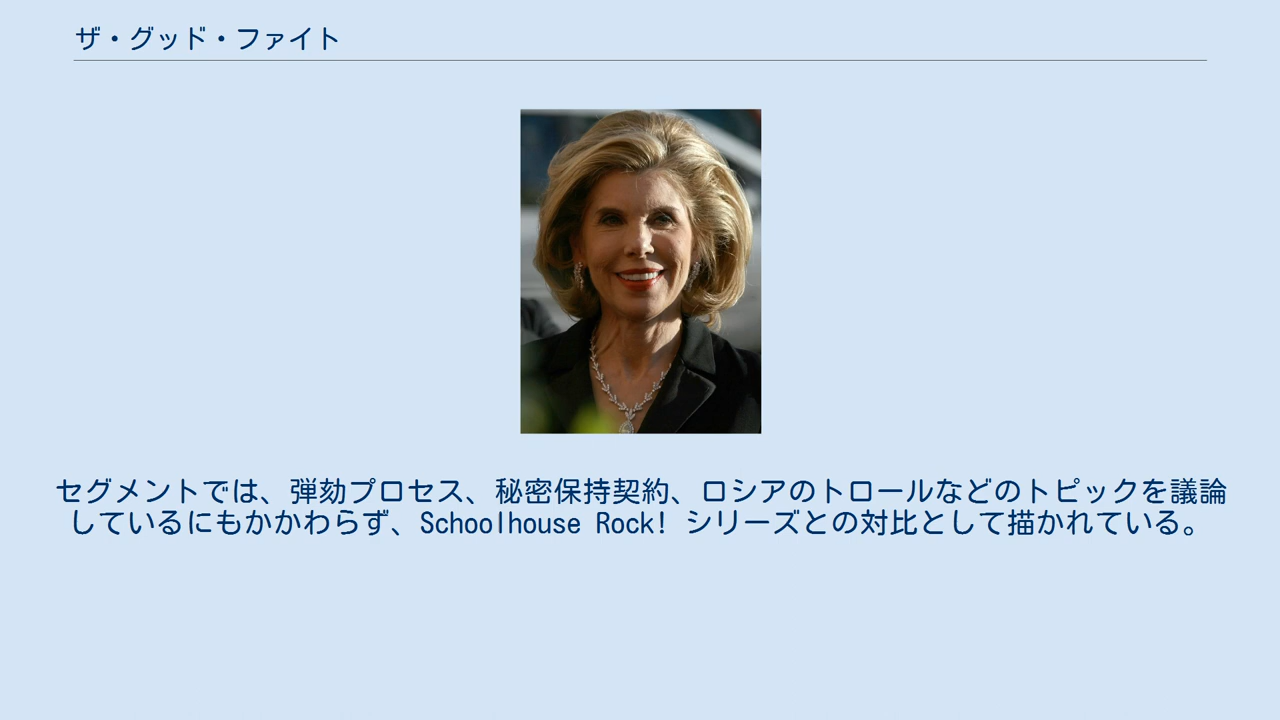 ザ・グッド・ファイト
セグメントでは、弾劾プロセス、秘密保持契約、ロシアのトロールなどのトピックを議論
しているにもかかわらず、Schoolhouse Rock! シリーズとの対比として描かれている。